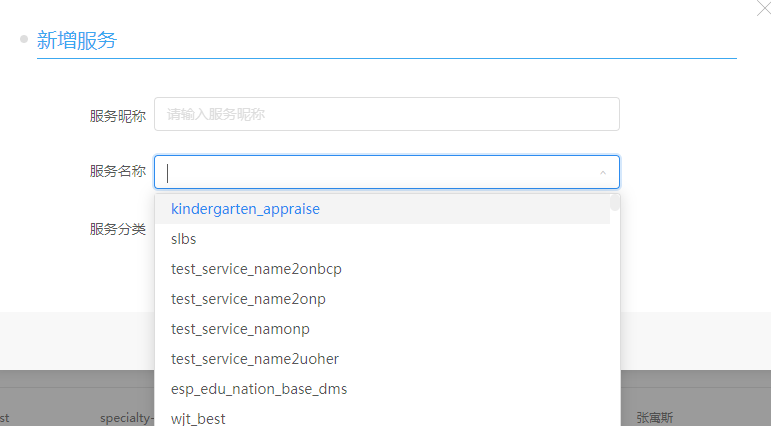 新增服务
服务昵称 请输入服务昵称
服务名称
kindergarten_appraise
服务分类
slbs
test_service_name2onbcp
test_service_name2onp
test_service_namonp
test_service_name2uoher
esp_edu_nation_base_dms
wjt_best
st specialty- 张寓斯